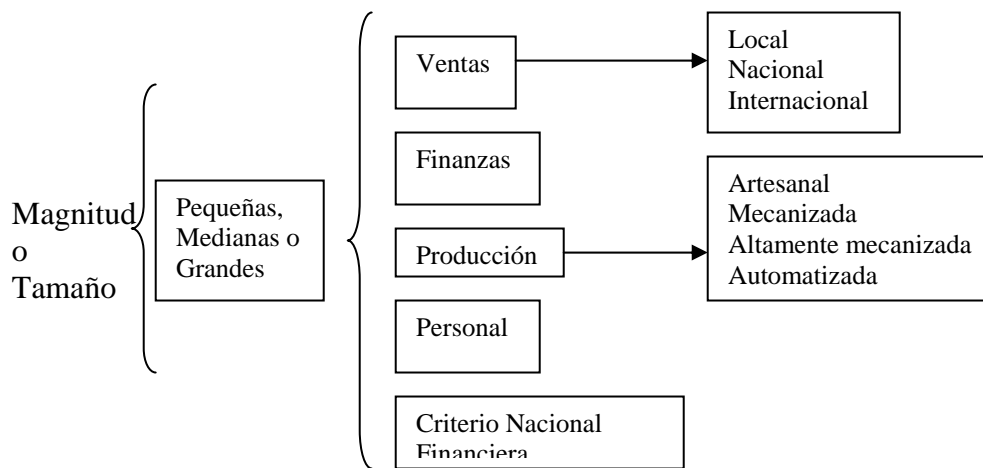 Magnitud
o
Tamaño
Pequeñas,
Medianas o
Grandes
Ventas
Local
Nacional
Internacional
Finanzas
Producción
Artesanal
Mecanizada
Altamente mecanizada
Automatizada
Personal
Criterio Nacional
Financiera